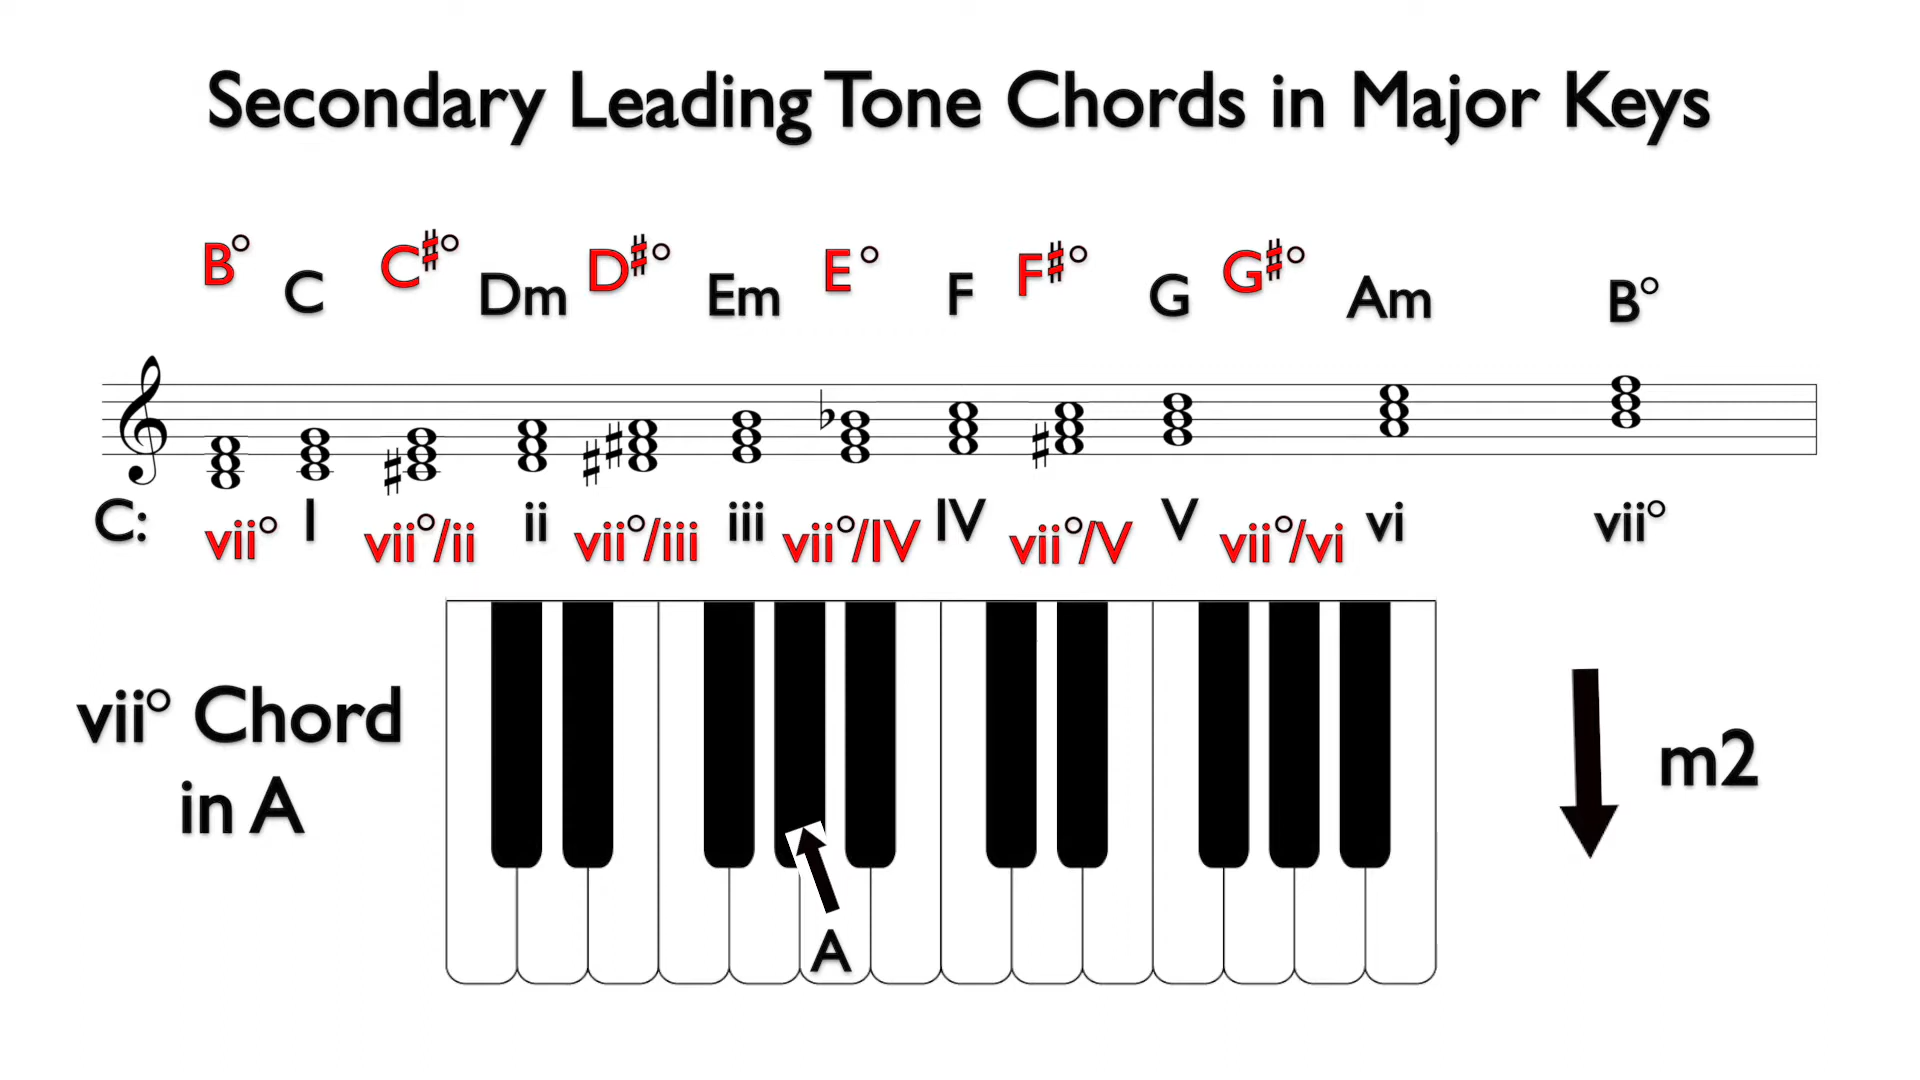 Secondary Leading Tone Chords in Major Keys
B° C C♯° Dm D♯° Em E° F F♯° G G♯° Am B°
C: vii° I vii°/ii ii vii°/iii iii vii°/IV IV vii°/V V vii°/vi vi vii°
vii° Chord
in A
m2
A